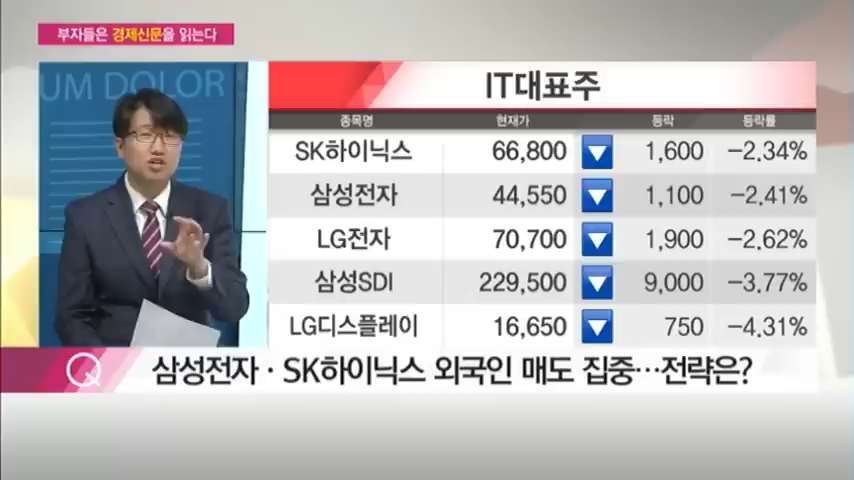 부자들은 경제신문을 읽는다
UM DOLOR
IT대표주
종목명 현재가 등락 등락률
SK하이닉스 66,800 ▼ 1,600 -2.34%
삼성전자 44,550 ▼ 1,100 -2.41%
LG전자 70,700 ▼ 1,900 -2.62%
삼성SDI 229,500 ▼ 9,000 -3.77%
LG디스플레이 16,650 ▼ 750 -4.31%
Q 삼성전자·SK하이닉스 외국인 매도 집중…전략은?